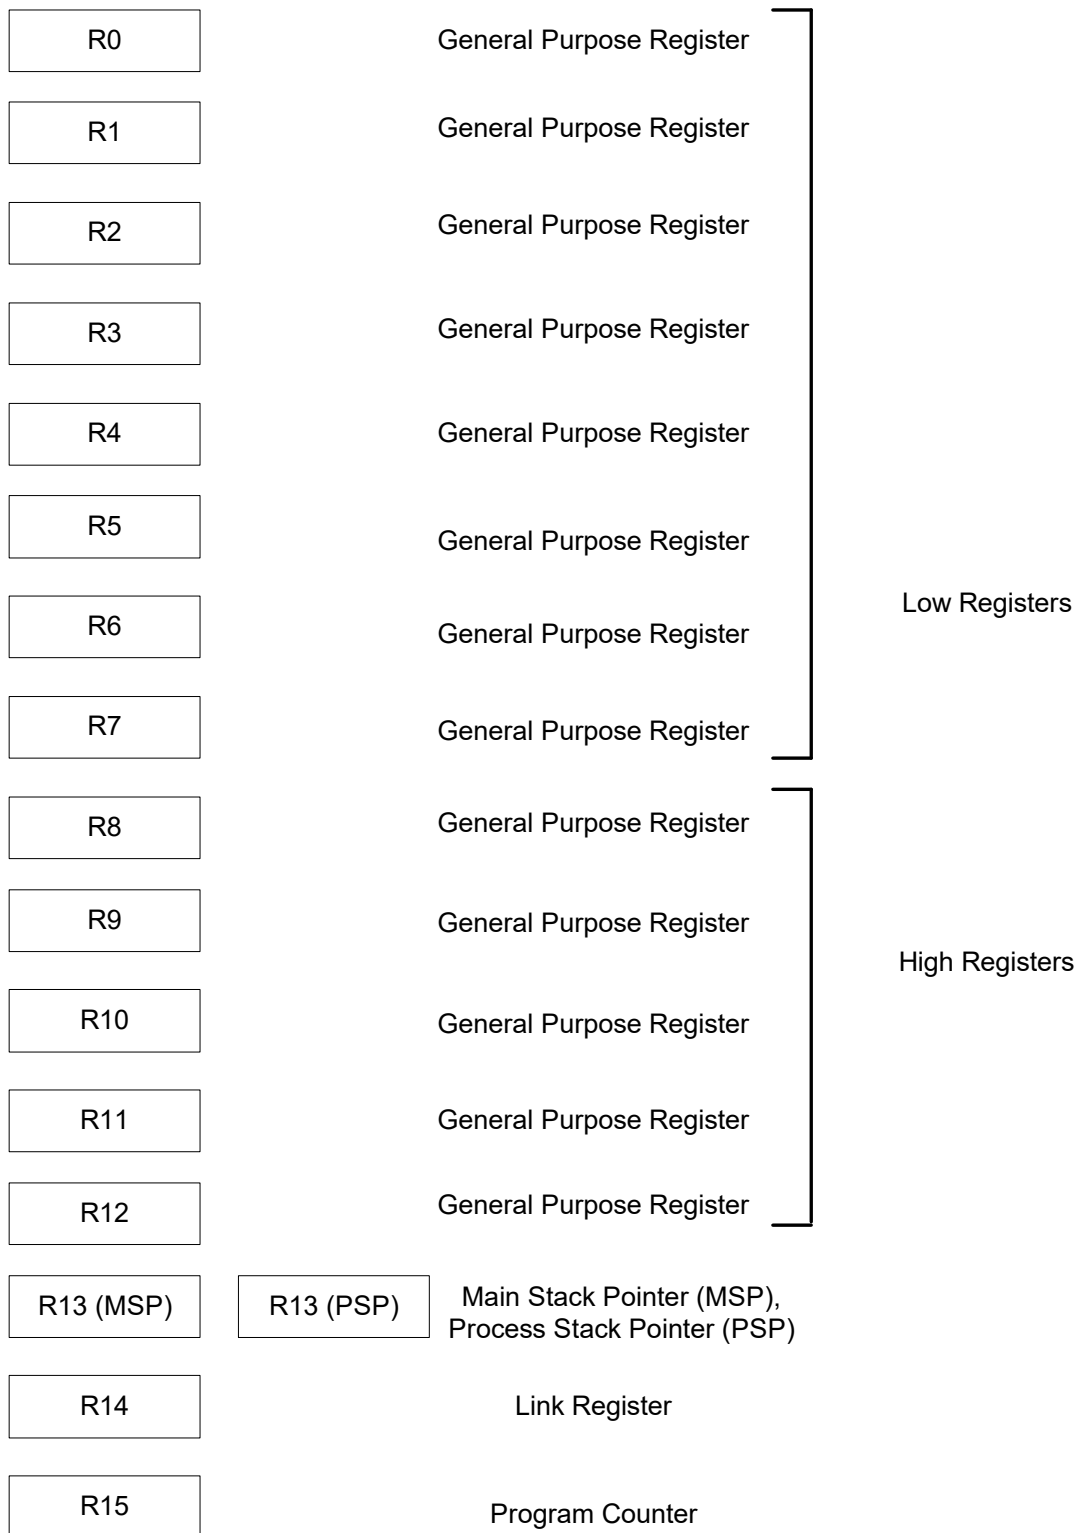 R0 General Purpose Register
R1 General Purpose Register
R2 General Purpose Register
R3 General Purpose Register
R4 General Purpose Register
R5 General Purpose Register
Low Registers
R6 General Purpose Register
R7 General Purpose Register
R8 General Purpose Register
R9 General Purpose Register
High Registers
R10 General Purpose Register
R11 General Purpose Register
R12 General Purpose Register
R13 (MSP) R13 (PSP) Main Stack Pointer (MSP),
Process Stack Pointer (PSP)
R14 Link Register
R15 Program Counter